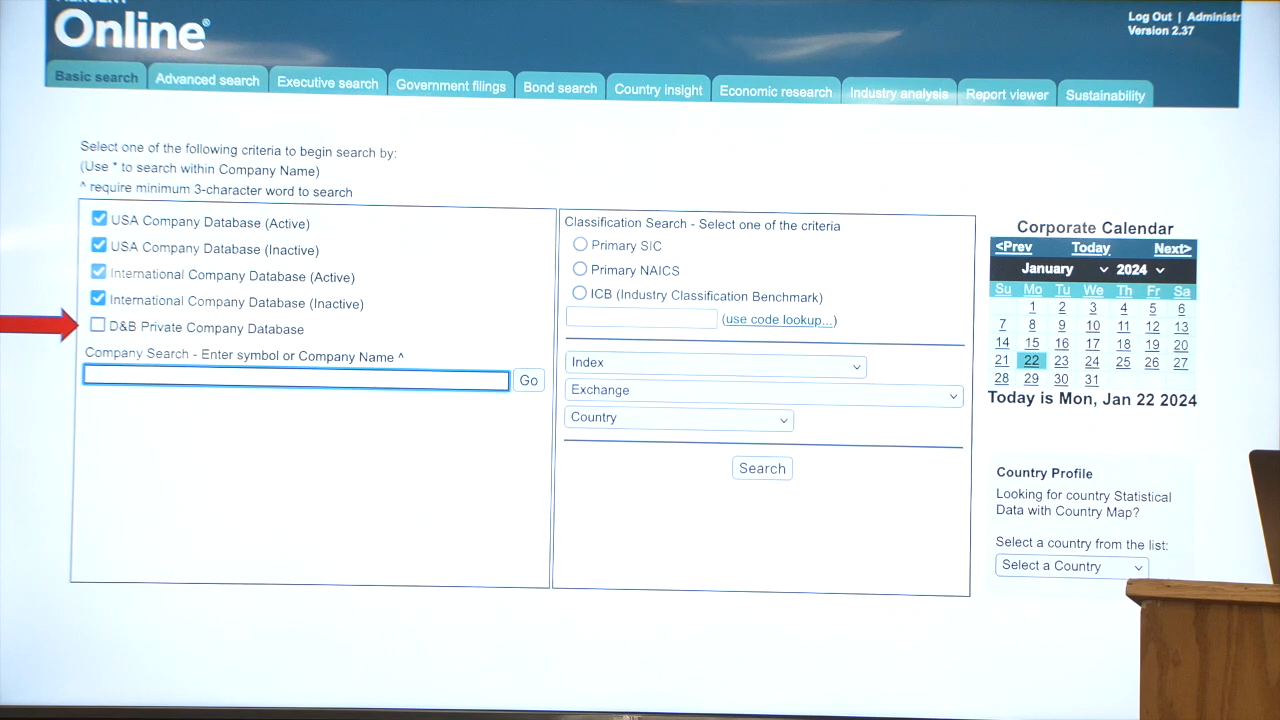 Online®
Log Out | Administr
Version 2.37
Basic search
Advanced search
Executive search
Government filings
Bond search
Country insight
Economic research
Industry analysis
Report viewer
Sustainability
Select one of the following criteria to begin search by:
(Use * to search within Company Name)
^ require minimum 3-character word to search
USA Company Database (Active)
USA Company Database (Inactive)
International Company Database (Active)
International Company Database (Inactive)
D&B Private Company Database
Company Search - Enter symbol or Company Name ^
Go
Classification Search - Select one of the criteria
Primary SIC
Primary NAICS
ICB (Industry Classification Benchmark)
(use code lookup...)
Index
Exchange
Country
Search
Corporate Calendar
<Prev Today Next>
January 2024
Su Mo Tu We Th Fr Sa
1 2 3 4 5 6
7 8 9 10 11 12 13
14 15 16 17 18 19 20
21 22 23 24 25 26 27
28 29 30 31
Today is Mon, Jan 22 2024
Country Profile
Looking for country Statistical
Data with Country Map?
Select a country from the list:
Select a Country